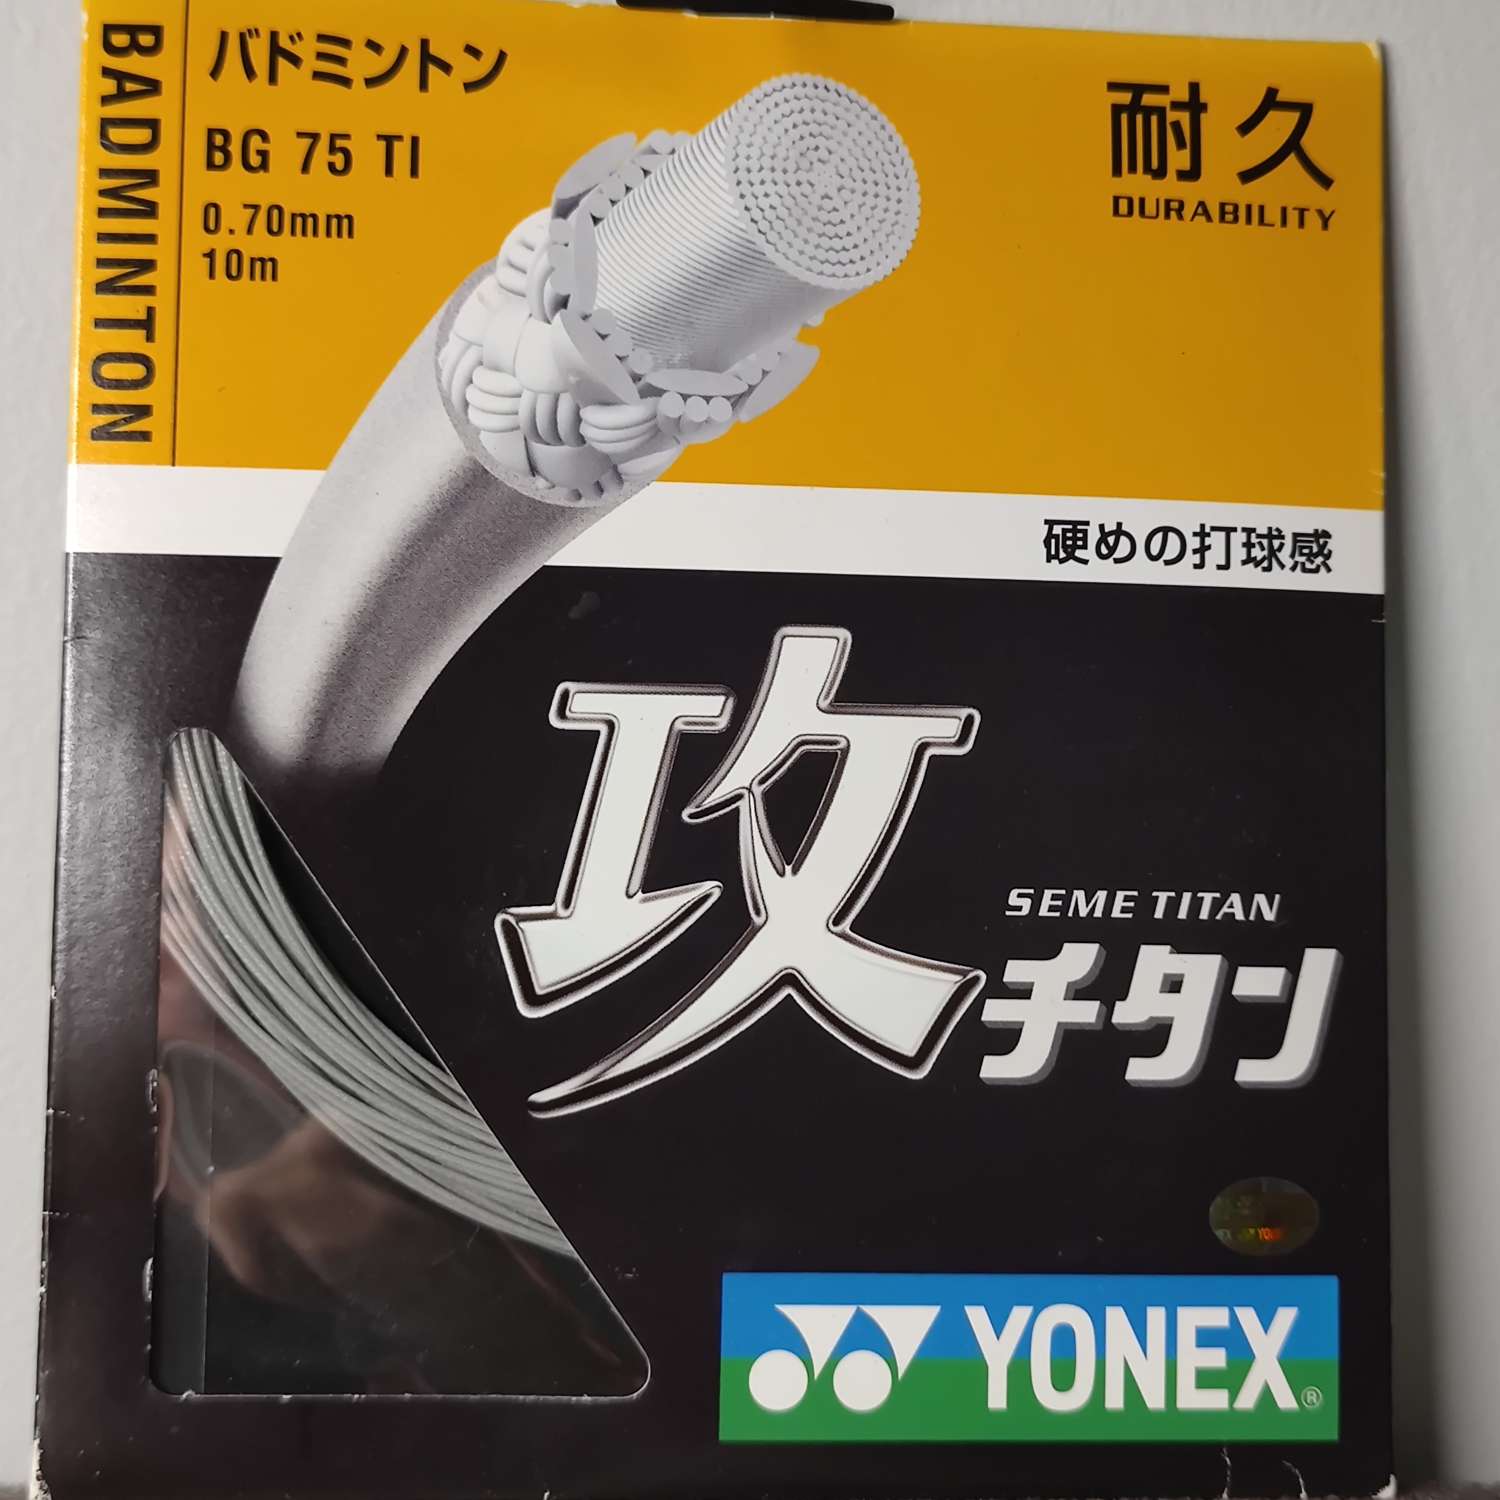 BADMINTON
バドミントン
BG 75 TI
0.70mm
10m
耐久
DURABILITY
硬めの打球感
攻
SEME TITAN
チタン
YONEX®